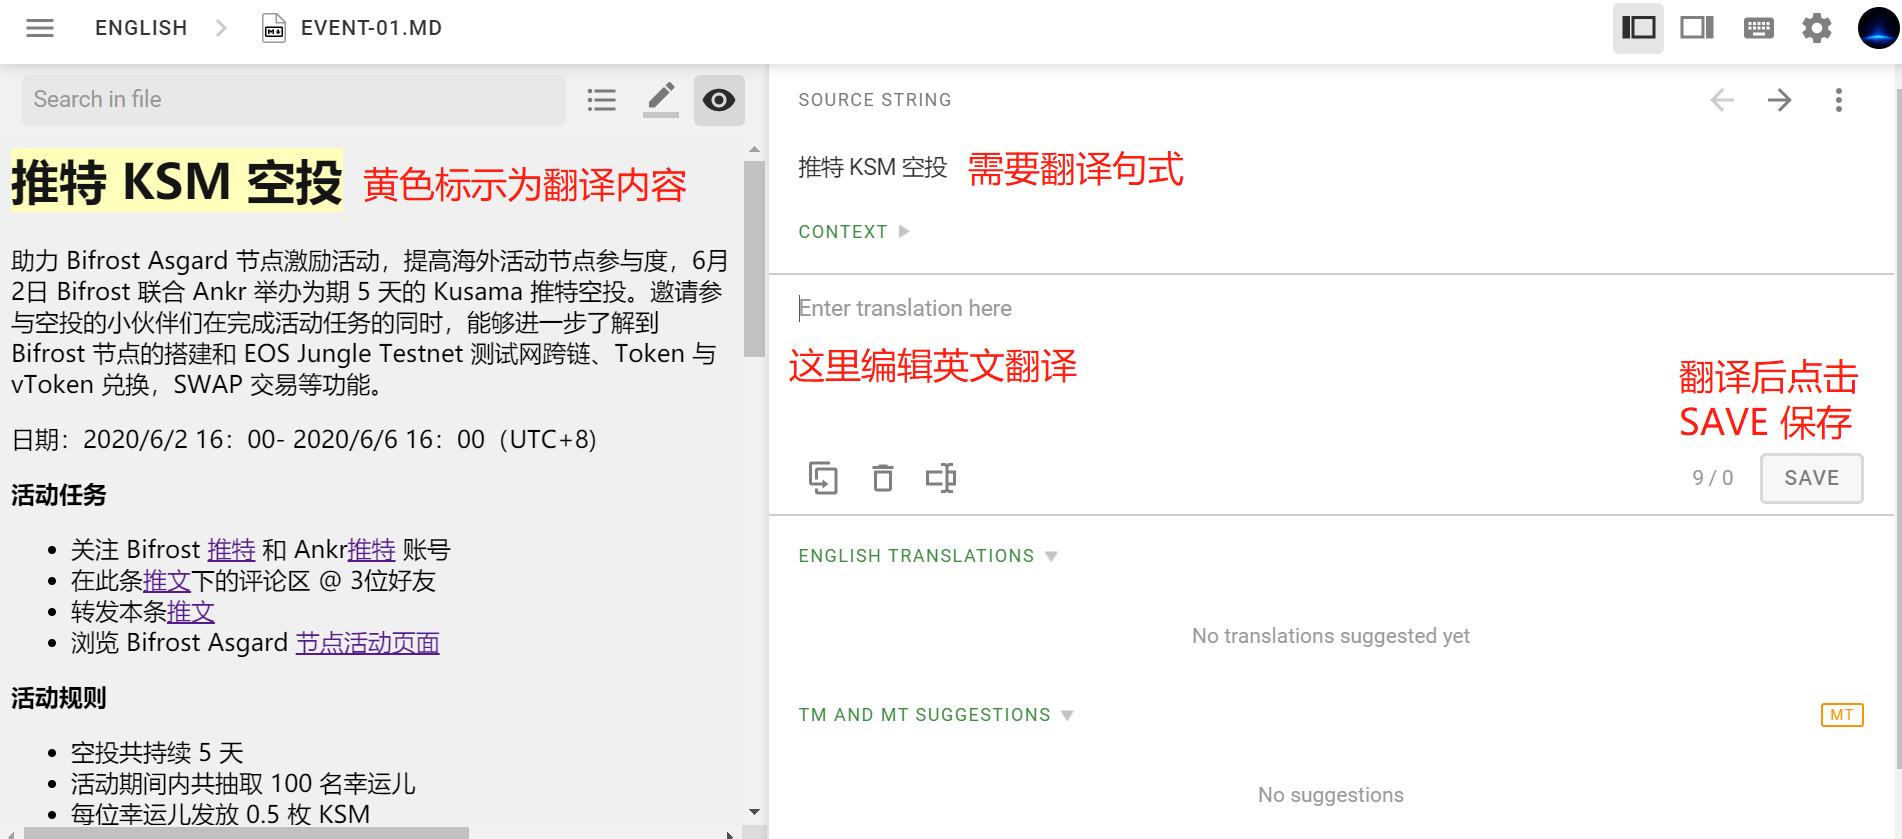 ENGLISH
EVENT-01.MD
Search in file
推特 KSM 空投
黄色标示为翻译内容
助力 Bifrost Asgard 节点激励活动，提高海外活动节点参与度，6月
2日 Bifrost 联合 Ankr 举办为期 5 天的 Kusama 推特空投。邀请参
与空投的小伙伴们在完成活动任务的同时，能够进一步了解到
Bifrost 节点的搭建和 EOS Jungle Testnet 测试网跨链、Token 与
vToken 兑换，SWAP 交易等功能。
日期：2020/6/2 16：00- 2020/6/6 16：00（UTC+8）
活动任务
关注 Bifrost 推特 和 Ankr推特 账号
在此条推文下的评论区 @ 3位好友
转发本条推文
浏览 Bifrost Asgard 节点活动页面
活动规则
空投共持续 5 天
活动期间内共抽取 100 名幸运儿
每位幸运儿发放 0.5 枚 KSM
SOURCE STRING
推特 KSM 空投
需要翻译句式
CONTEXT
Enter translation here
这里编辑英文翻译
翻译后点击
SAVE 保存
9 / 0
SAVE
ENGLISH TRANSLATIONS
No translations suggested yet
TM AND MT SUGGESTIONS
MT
No suggestions